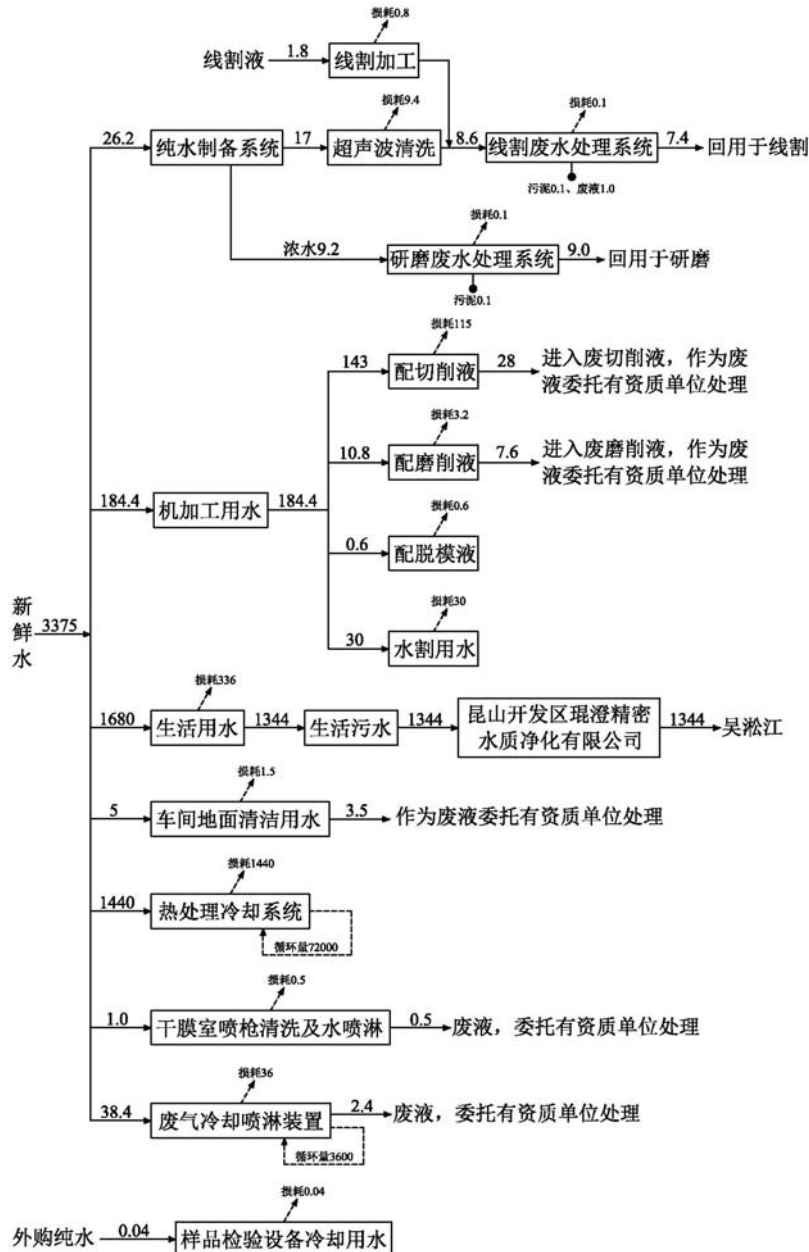 损耗0.8
线割液
1.8
线割加工
损耗9.4
损耗0.1
26.2
纯水制备系统
17
超声波清洗
8.6
线割废水处理系统
7.4
回用于线割
污泥0.1、废液1.0
损耗0.1
浓水9.2
研磨废水处理系统
9.0
回用于研磨
污泥0.1
损耗115
143
配切削液
28
进入废切削液，作为废
液委托有资质单位处理
损耗3.2
10.8
配磨削液
7.6
进入废磨削液，作为废
液委托有资质单位处理
184.4
机加工用水
184.4
损耗0.6
0.6
配脱模液
新
鲜
水
3375
损耗30
30
水割用水
损耗336
1680
生活用水
1344
生活污水
1344
昆山开发区琨澄精密
水质净化有限公司
1344
吴淞江
损耗1.5
5
车间地面清洁用水
3.5
作为废液委托有资质单位处理
损耗1440
1440
热处理冷却系统
循环量72000
损耗0.5
1.0
干膜室喷枪清洗及水喷淋
0.5
废液，委托有资质单位处理
损耗36
38.4
废气冷却喷淋装置
2.4
废液，委托有资质单位处理
循环量3600
损耗0.04
外购纯水
0.04
样品检验设备冷却用水